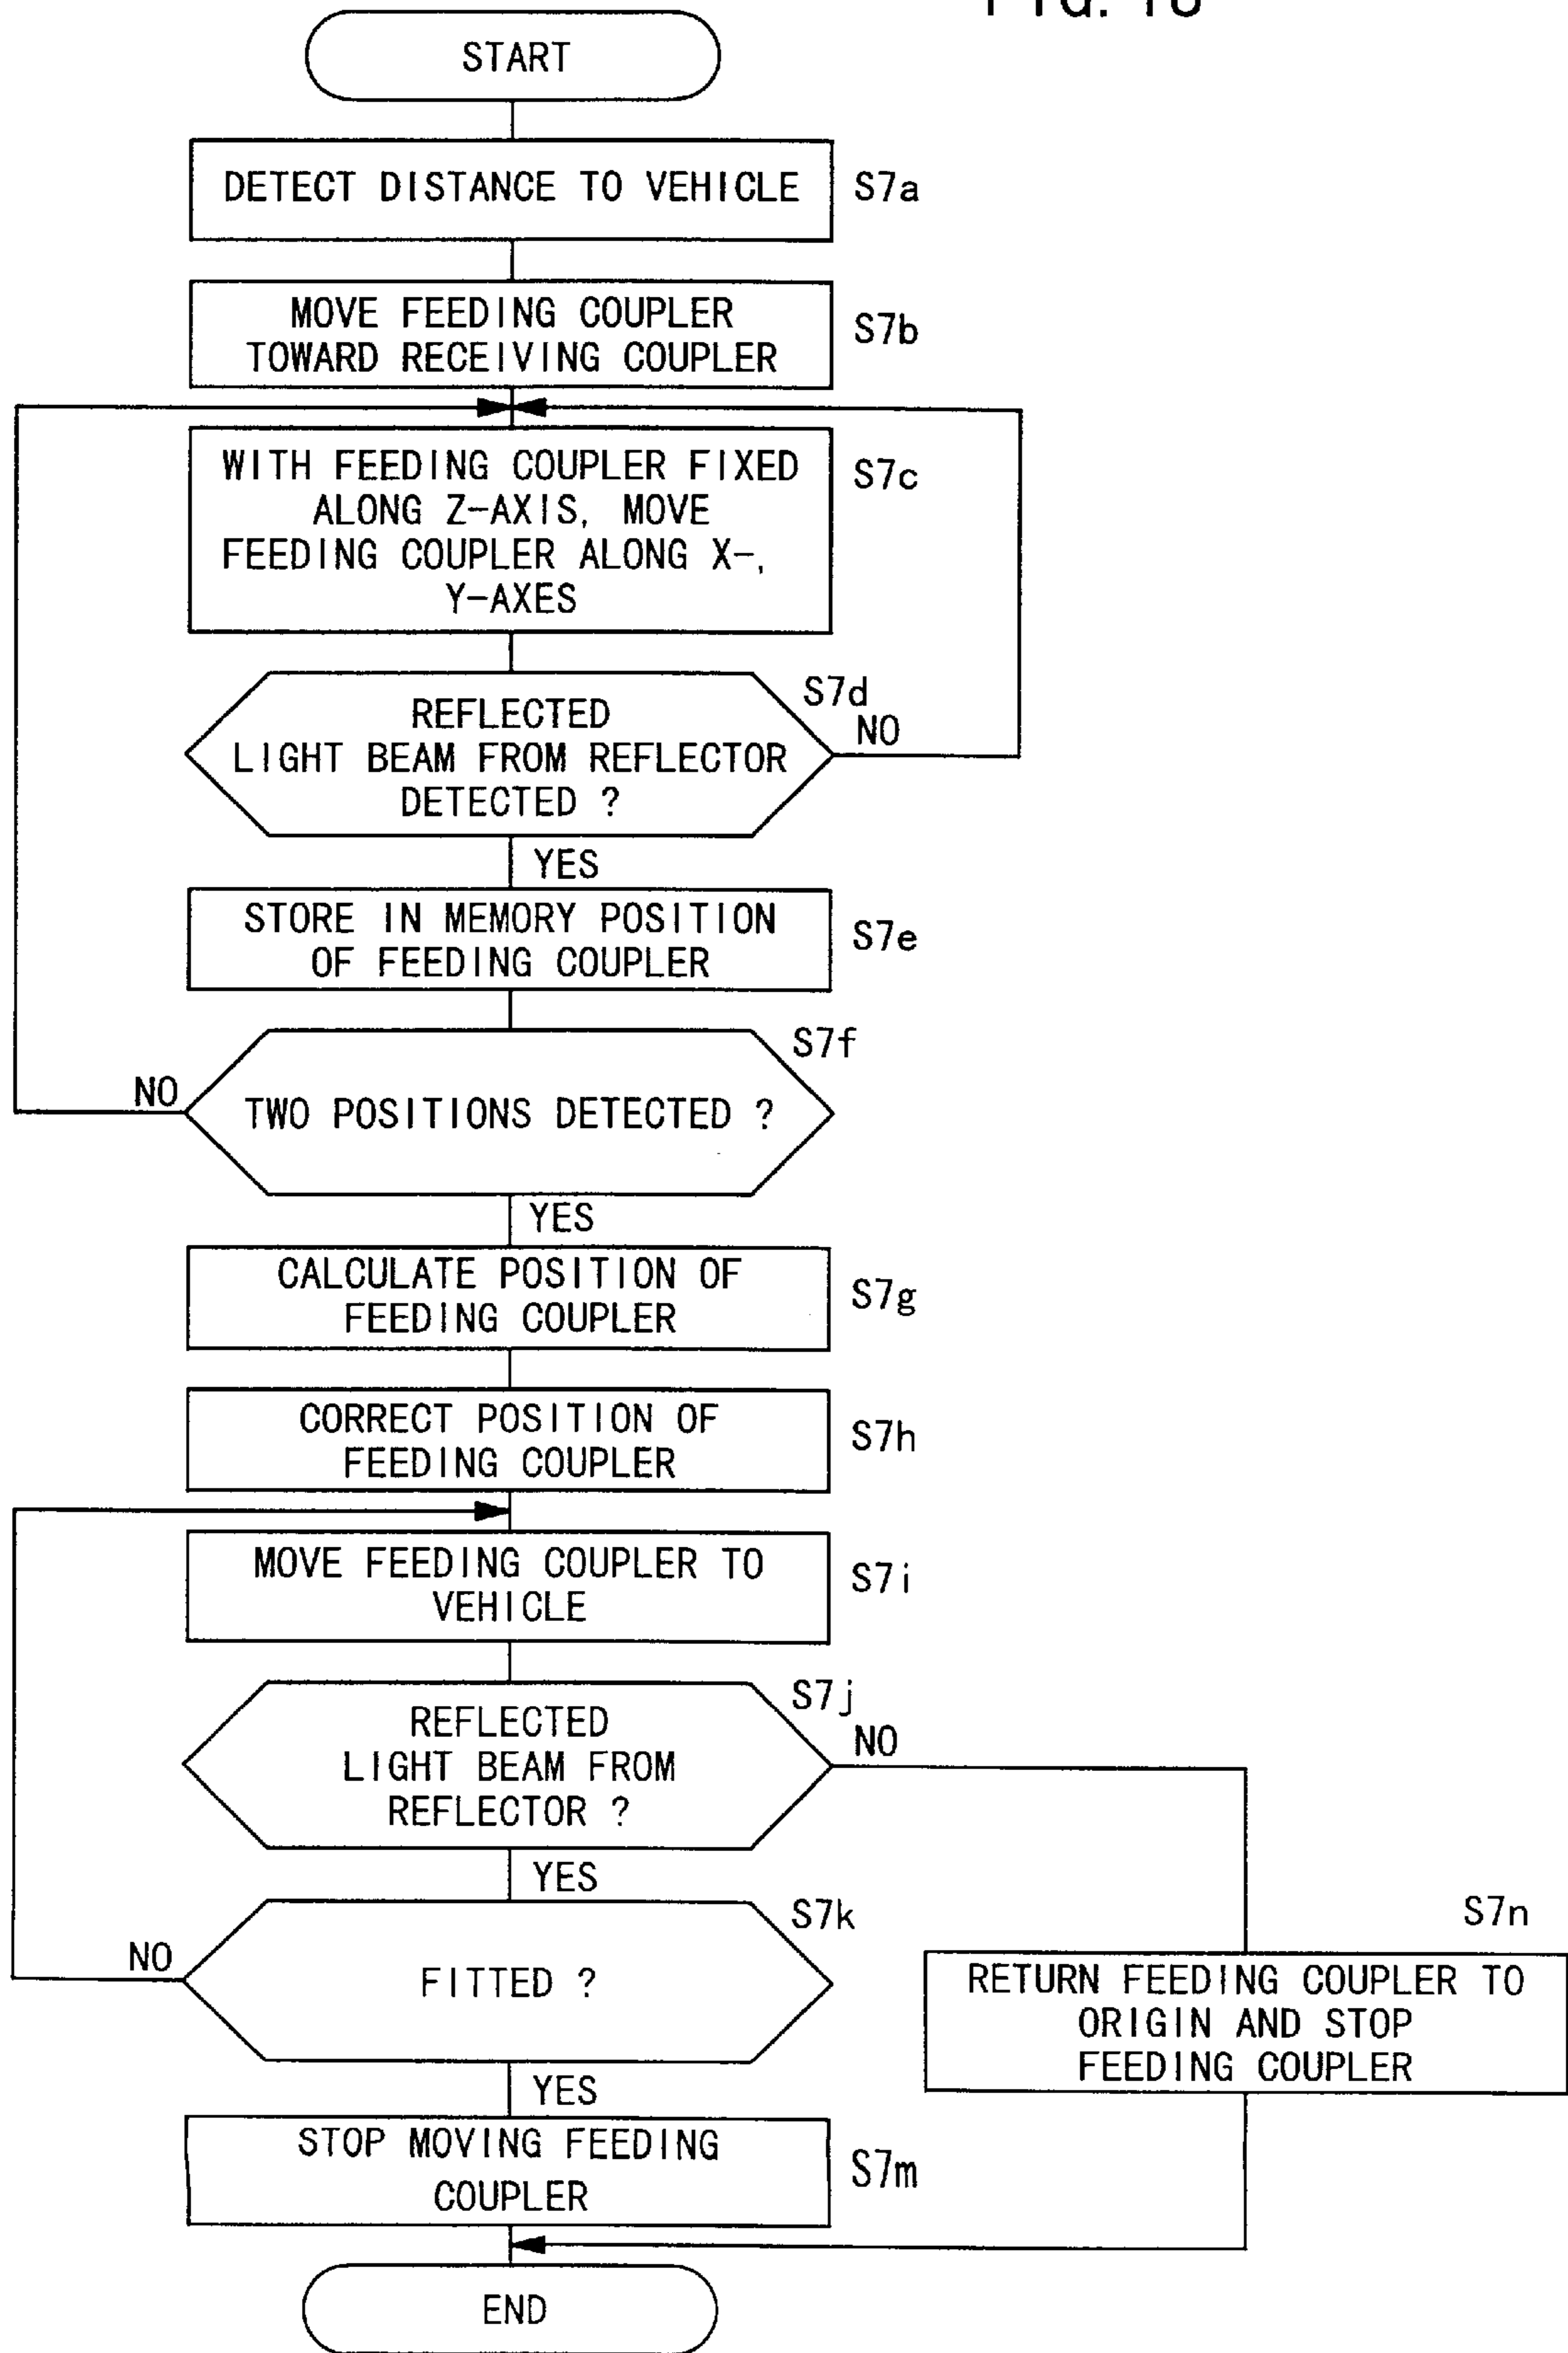 START
DETECT DISTANCE TO VEHICLE
S7a
MOVE FEEDING COUPLER
TOWARD RECEIVING COUPLER
S7b
WITH FEEDING COUPLER FIXED
ALONG Z-AXIS, MOVE
FEEDING COUPLER ALONG X-,
Y-AXES
S7c
REFLECTED
LIGHT BEAM FROM REFLECTOR
DETECTED ?
S7d
NO
YES
STORE IN MEMORY POSITION
OF FEEDING COUPLER
S7e
S7f
NO
TWO POSITIONS DETECTED ?
YES
CALCULATE POSITION OF
FEEDING COUPLER
S7g
CORRECT POSITION OF
FEEDING COUPLER
S7h
MOVE FEEDING COUPLER TO
VEHICLE
S7i
REFLECTED
LIGHT BEAM FROM
REFLECTOR ?
S7j
NO
YES
S7k
NO
FITTED ?
S7n
RETURN FEEDING COUPLER TO
ORIGIN AND STOP
FEEDING COUPLER
YES
STOP MOVING FEEDING
COUPLER
S7m
END